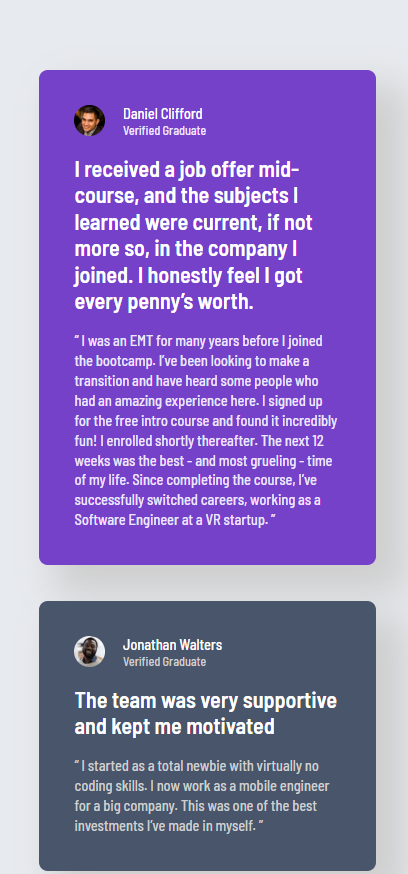 Daniel Clifford
Verified Graduate
I received a job offer mid-
course, and the subjects I
learned were current, if not
more so, in the company I
joined. I honestly feel I got
every penny’s worth.
“ I was an EMT for many years before I joined
the bootcamp. I’ve been looking to make a
transition and have heard some people who
had an amazing experience here. I signed up
for the free intro course and found it incredibly
fun! I enrolled shortly thereafter. The next 12
weeks was the best - and most grueling - time
of my life. Since completing the course, I’ve
successfully switched careers, working as a
Software Engineer at a VR startup. ”
Jonathan Walters
Verified Graduate
The team was very supportive
and kept me motivated
“ I started as a total newbie with virtually no
coding skills. I now work as a mobile engineer
for a big company. This was one of the best
investments I’ve made in myself. ”